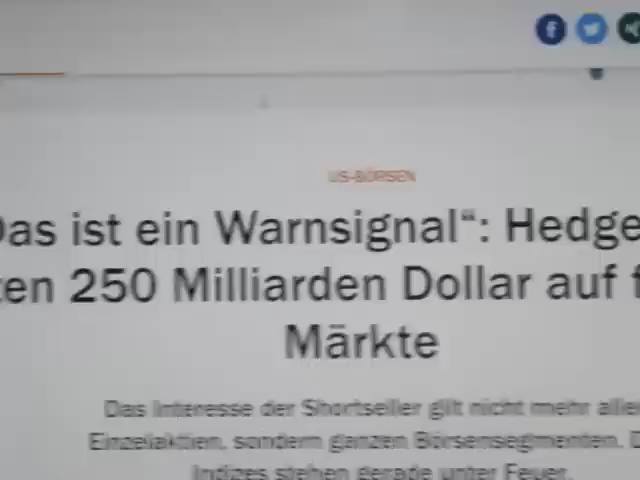 US-BÖRSEN
Das ist ein Warnsignal“: Hedge
ten 250 Milliarden Dollar auf f
Märkte
Das Interesse der Shortseller gilt nicht mehr alle
Einzelaktien, sondern ganzen Börsensegmenten. D
Indizes stehen gerade unter Feuer.